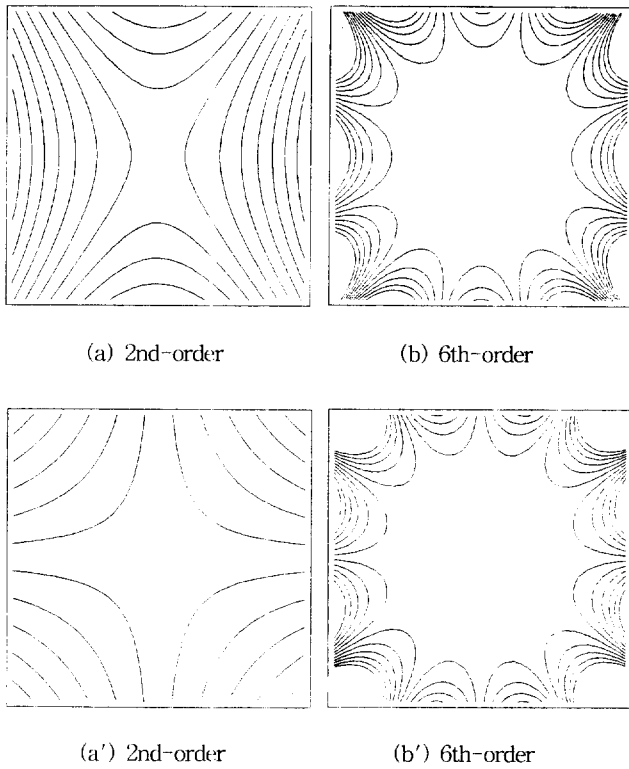 (a) 2nd-order
(b) 6th-order
(a′) 2nd-order
(b′) 6th-order